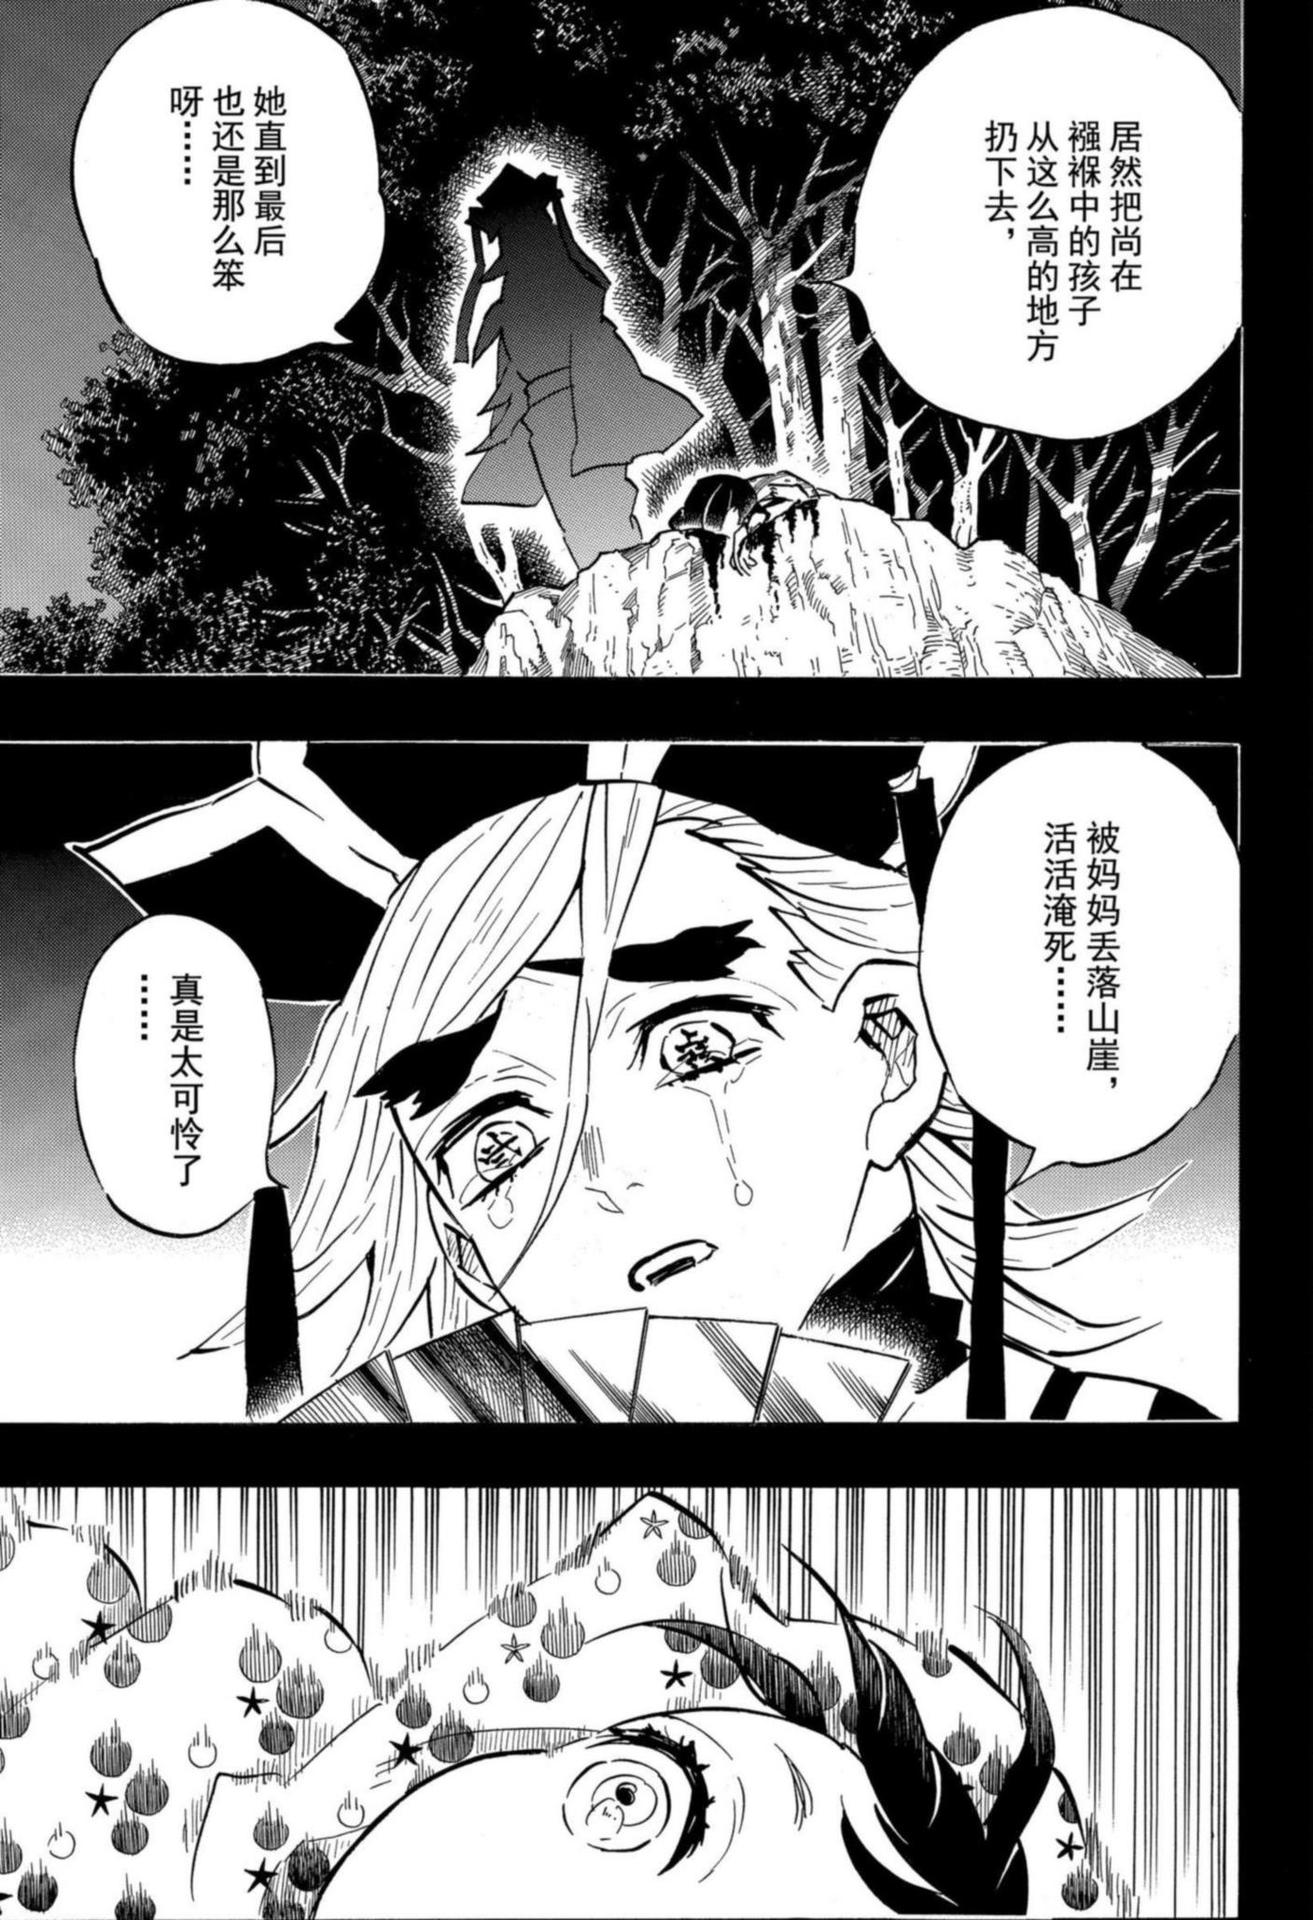 居然把尚在
襁褓中的孩子
从这么高的地方
扔下去，
她直到最后
也还是那么笨
呀……
被妈妈丢落山崖，
活活淹死……
真是太可怜了
……